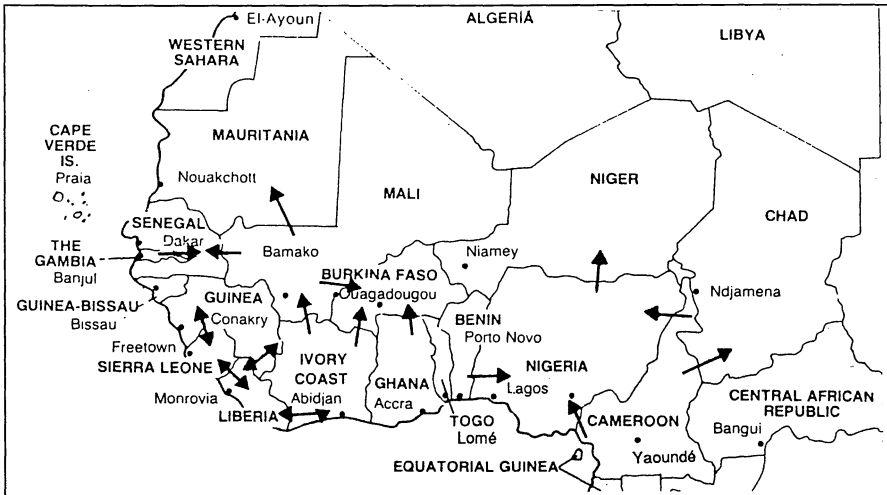 El-Ayoun
ALGERIA
LIBYA
WESTERN
SAHARA
CAPE
VERDE
IS.
Praia
MAURITANIA
Nouakchott
MALI
NIGER
CHAD
SENEGAL
Dakar
THE
GAMBIA
Banjul
Bamako
Niamey
BURKINA FASO
Ouagadougou
Ndjamena
GUINEA-BISSAU
Bissau
GUINEA
Conakry
BENIN
Porto Novo
Freetown
SIERRA LEONE
IVORY
COAST
Abidjan
GHANA
Accra
NIGERIA
Lagos
Monrovia
LIBERIA
TOGO
Lomé
CAMEROON
Yaoundé
CENTRAL AFRICAN
REPUBLIC
Bangui
EQUATORIAL GUINEA